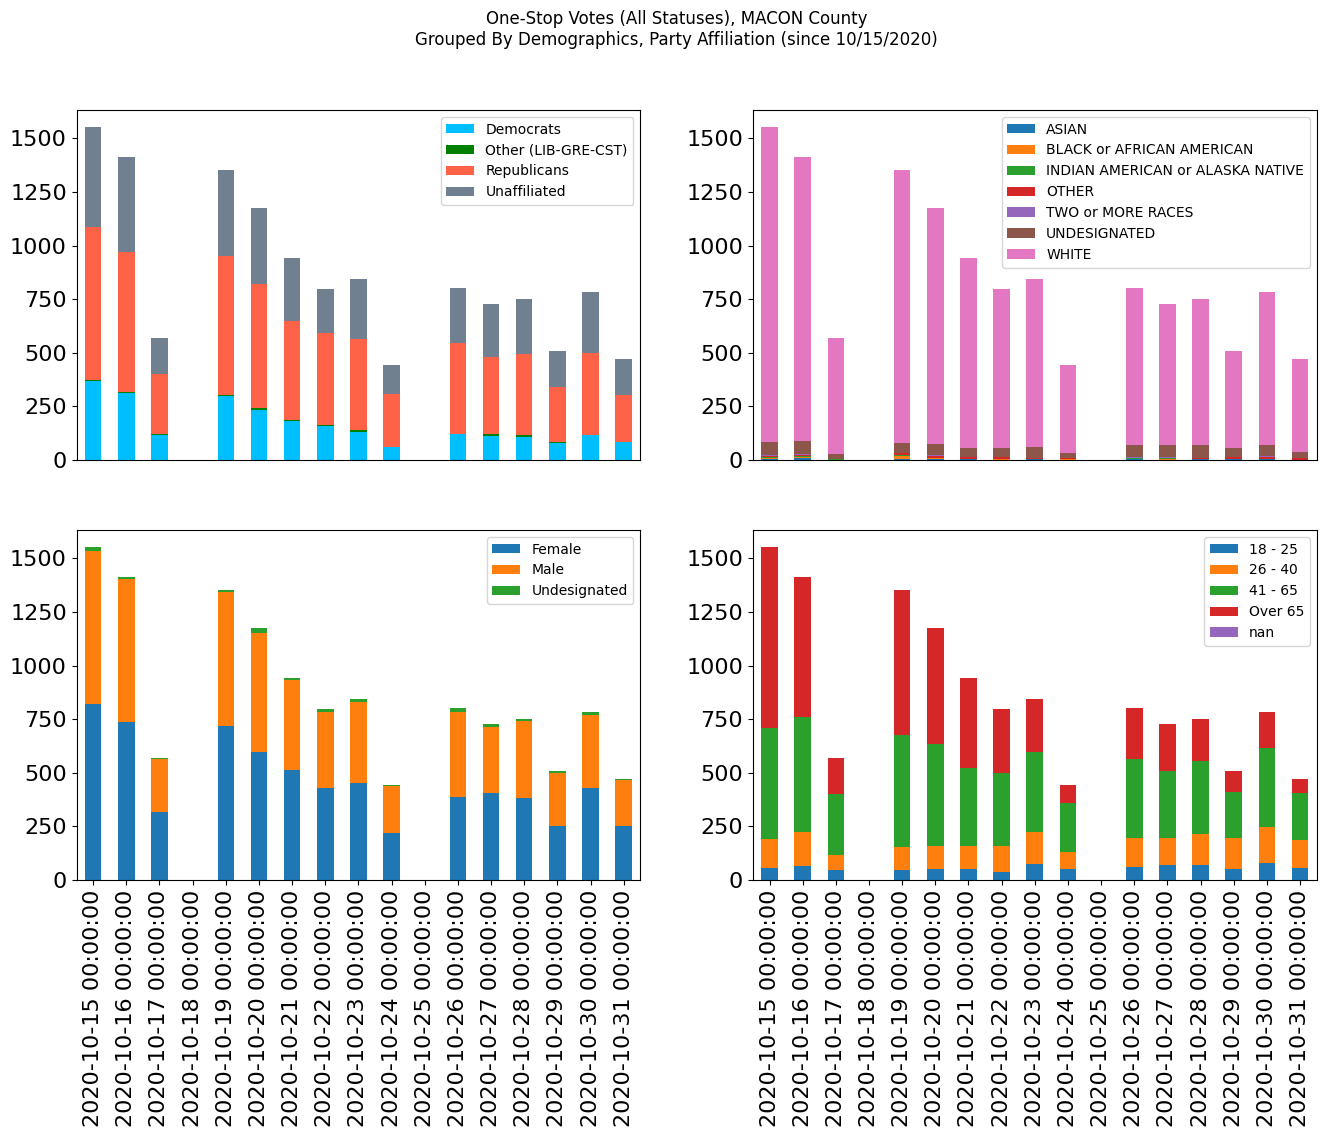 One-Stop Votes (All Statuses), MACON County
Grouped By Demographics, Party Affiliation (since 10/15/2020)
1500
1250
1000
750
500
250
0
Democrats
Other (LIB-GRE-CST)
Republicans
Unaffiliated
1500
1250
1000
750
500
250
0
ASIAN
BLACK or AFRICAN AMERICAN
INDIAN AMERICAN or ALASKA NATIVE
OTHER
TWO or MORE RACES
UNDESIGNATED
WHITE
1500
1250
1000
750
500
250
0
Female
Male
Undesignated
2020-10-15 00:00:00
2020-10-16 00:00:00
2020-10-17 00:00:00
2020-10-18 00:00:00
2020-10-19 00:00:00
2020-10-20 00:00:00
2020-10-21 00:00:00
2020-10-22 00:00:00
2020-10-23 00:00:00
2020-10-24 00:00:00
2020-10-25 00:00:00
2020-10-26 00:00:00
2020-10-27 00:00:00
2020-10-28 00:00:00
2020-10-29 00:00:00
2020-10-30 00:00:00
2020-10-31 00:00:00
1500
1250
1000
750
500
250
0
18 - 25
26 - 40
41 - 65
Over 65
nan
2020-10-15 00:00:00
2020-10-16 00:00:00
2020-10-17 00:00:00
2020-10-18 00:00:00
2020-10-19 00:00:00
2020-10-20 00:00:00
2020-10-21 00:00:00
2020-10-22 00:00:00
2020-10-23 00:00:00
2020-10-24 00:00:00
2020-10-25 00:00:00
2020-10-26 00:00:00
2020-10-27 00:00:00
2020-10-28 00:00:00
2020-10-29 00:00:00
2020-10-30 00:00:00
2020-10-31 00:00:00